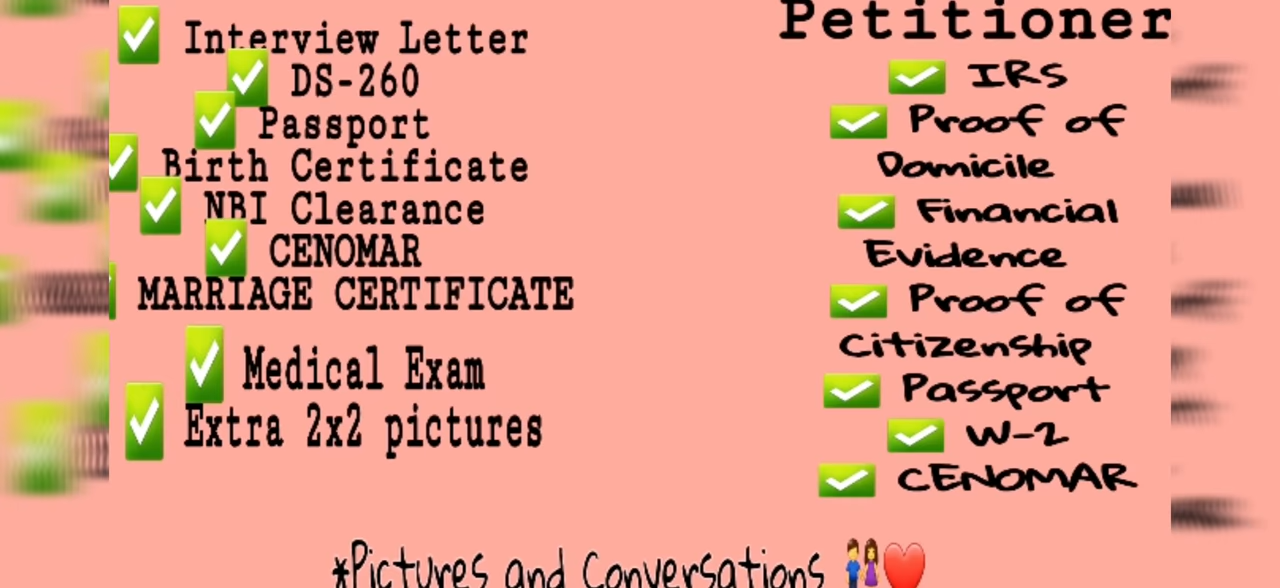 Interview Letter
DS-260
Passport
Birth Certificate
NBI Clearance
CENOMAR
MARRIAGE CERTIFICATE
Medical Exam
Extra 2x2 pictures
Petitioner
IRS
Proof of
Domicile
Financial
Evidence
Proof of
Citizenship
Passport
W-2
CENOMAR
*Pictures and Conversations